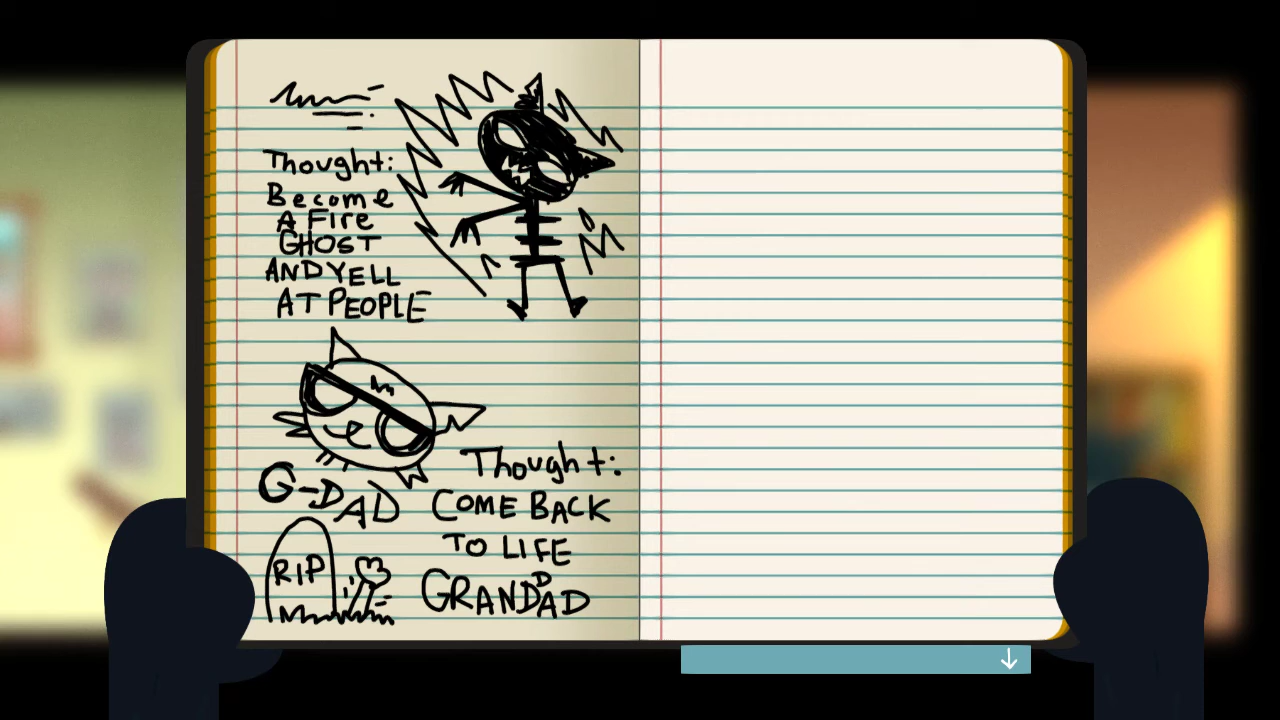 Thought:
Become
A Fire
GHOST
AND YELL
AT PEOPLE
G-DAD
RIP
Thought:
COME BACK
TO LIFE
GRANDDAD